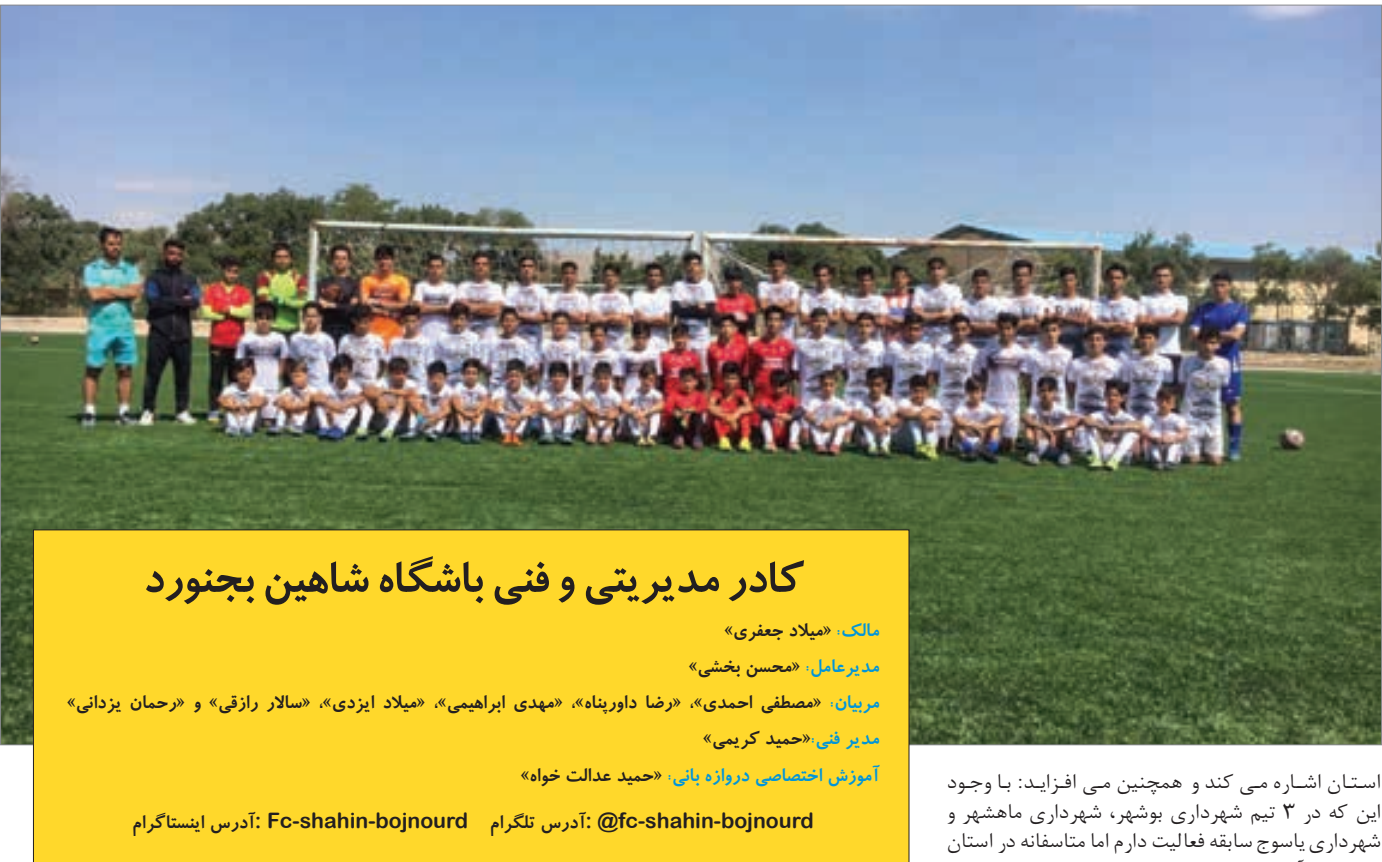 کادر مدیریتی و فنی باشگاه شاهین بجنورد
مالک: «میلاد جعفری»
مدیرعامل: «محسن بخشی»
مربیان: «مصطفی احمدی»، «رضا داورپناه»، «مهدی ابراهیمی»، «میلاد ایزدی»، «سالار رازقی» و «رحمان یزدانی»
مدیر فنی:«حمید کریمی»
آموزش اختصاصی دروازه بانی: «حمید عدالت خواه»
آدرس اینستاگرام: Fc-shahin-bojnourd آدرس تلگرام: @fc-shahin-bojnourd
استان اشاره می کند و همچنین می افزاید: با وجود
این که در ۳ تیم شهرداری بوشهر، شهرداری ماهشهر و
شهرداری یاسوج سابقه فعالیت دارم اما متاسفانه در استان